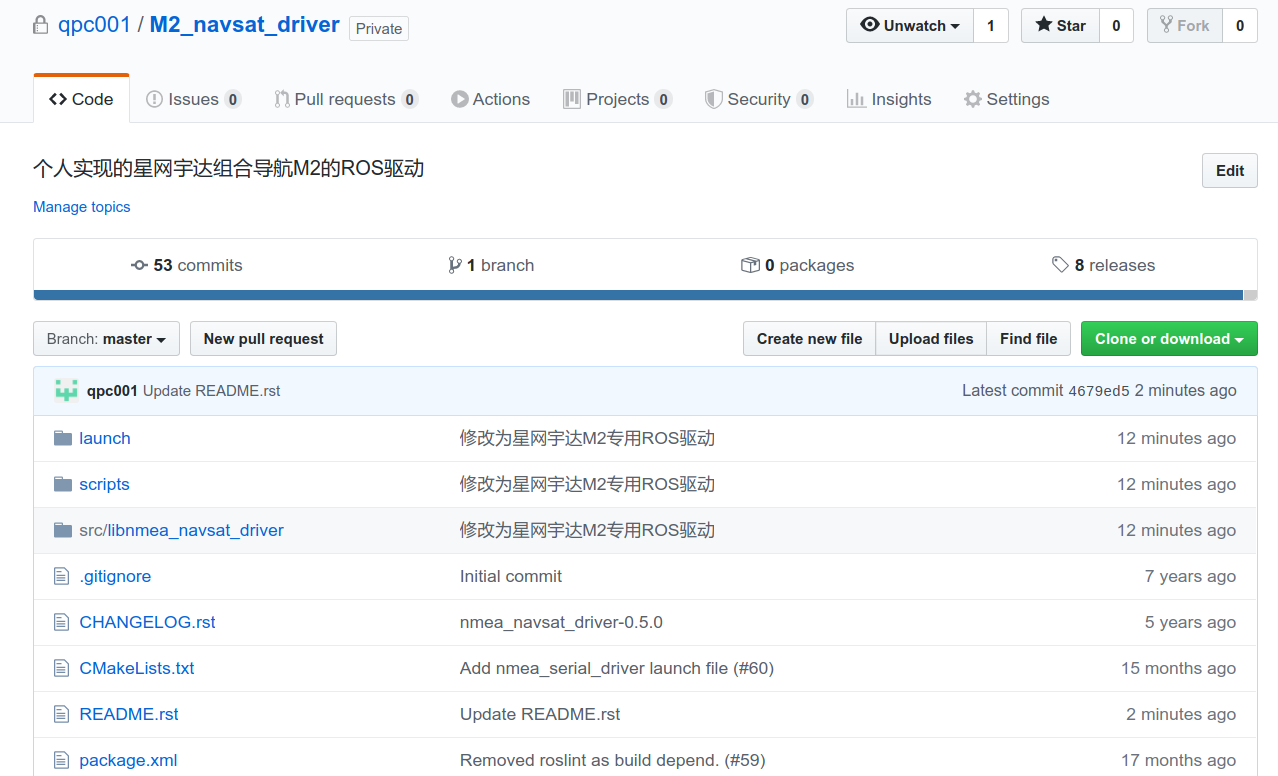 qpc001 / M2_navsat_driver Private Unwatch 1 Star 0 Fork 0
Code Issues 0 Pull requests 0 Actions Projects 0 Security 0 Insights Settings
个人实现的星网宇达组合导航M2的ROS驱动 Edit
Manage topics
53 commits 1 branch 0 packages 8 releases
Branch: master New pull request Create new file Upload files Find file Clone or download
qpc001 Update README.rst Latest commit 4679ed5 2 minutes ago
launch 修改为星网宇达M2专用ROS驱动 12 minutes ago
scripts 修改为星网宇达M2专用ROS驱动 12 minutes ago
src/libnmea_navsat_driver 修改为星网宇达M2专用ROS驱动 12 minutes ago
.gitignore Initial commit 7 years ago
CHANGELOG.rst nmea_navsat_driver-0.5.0 5 years ago
CMakeLists.txt Add nmea_serial_driver launch file (#60) 15 months ago
README.rst Update README.rst 2 minutes ago
package.xml Removed roslint as build depend. (#59) 17 months ago